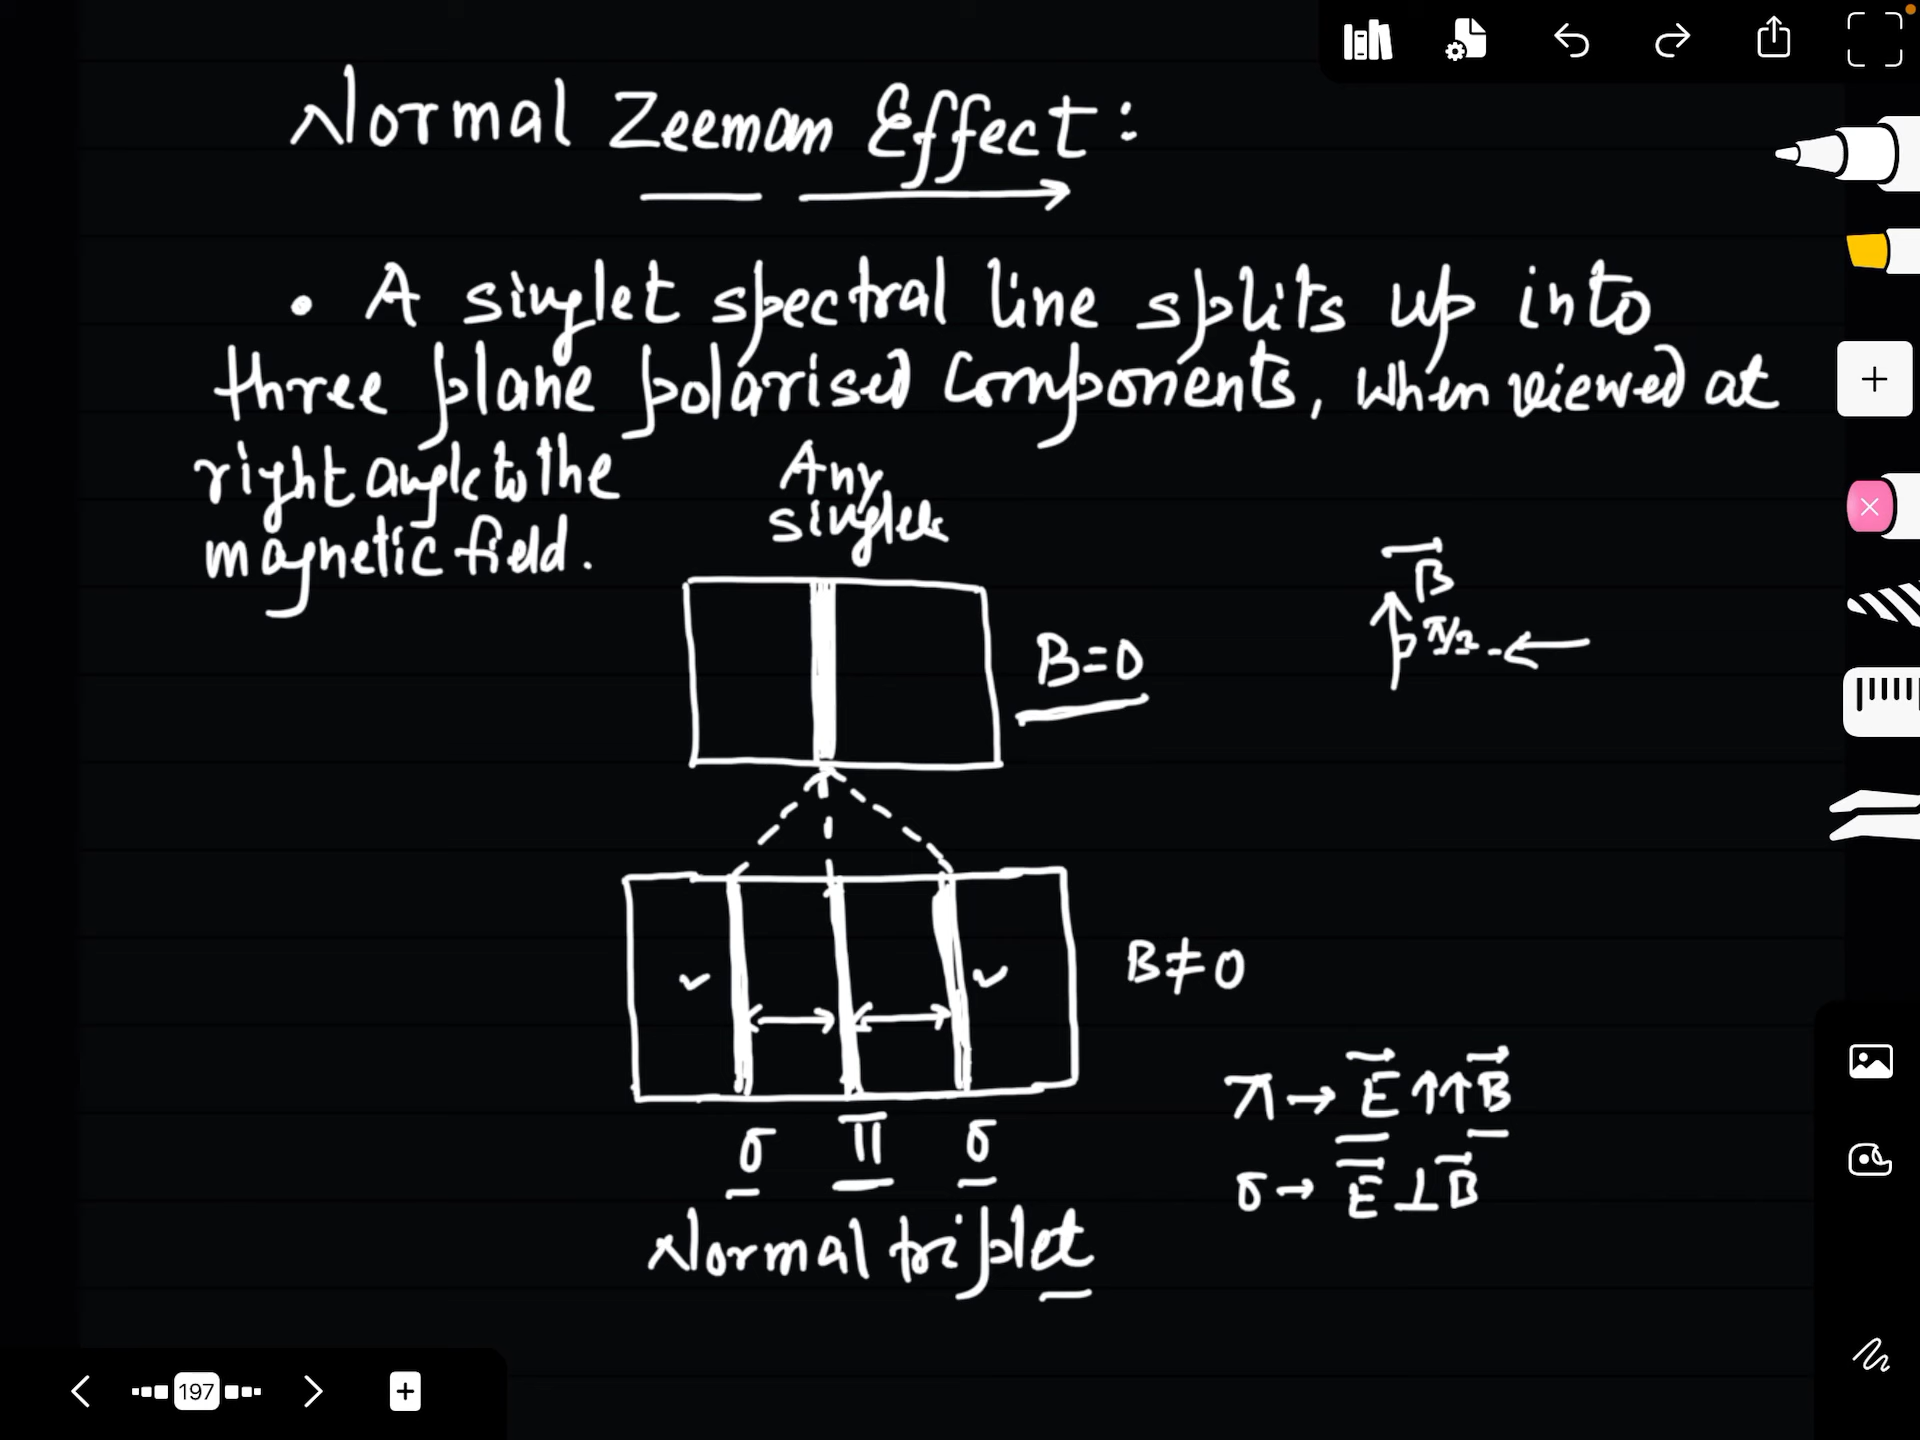 Normal Zeeman Effect:
• A singlet spectral line splits up into
three plane polarised components, when viewed at
right angle to the
magnetic field.
Any
singlet
B
π/2
B=0
B≠0
π → E ↑↑ B
σ → E ⊥ B
σ π σ
Normal triplet
197